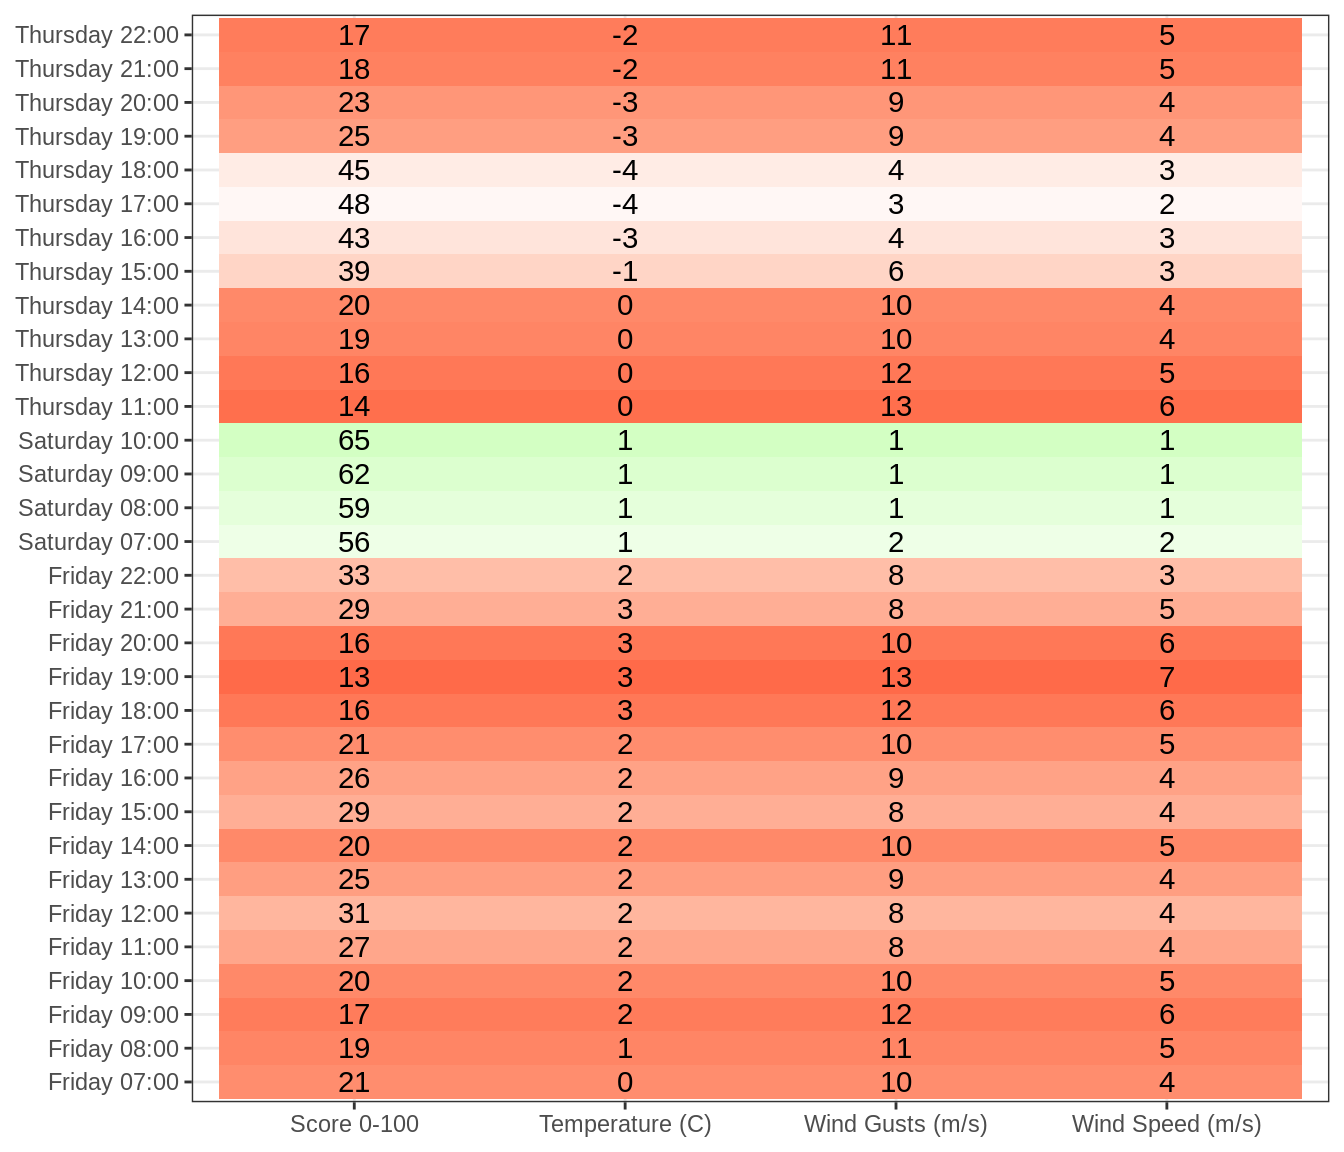 Thursday 22:00 17 -2 11 5
Thursday 21:00 18 -2 11 5
Thursday 20:00 23 -3 9 4
Thursday 19:00 25 -3 9 4
Thursday 18:00 45 -4 4 3
Thursday 17:00 48 -4 3 2
Thursday 16:00 43 -3 4 3
Thursday 15:00 39 -1 6 3
Thursday 14:00 20 0 10 4
Thursday 13:00 19 0 10 4
Thursday 12:00 16 0 12 5
Thursday 11:00 14 0 13 6
Saturday 10:00 65 1 1 1
Saturday 09:00 62 1 1 1
Saturday 08:00 59 1 1 1
Saturday 07:00 56 1 2 2
Friday 22:00 33 2 8 3
Friday 21:00 29 3 8 5
Friday 20:00 16 3 10 6
Friday 19:00 13 3 13 7
Friday 18:00 16 3 12 6
Friday 17:00 21 2 10 5
Friday 16:00 26 2 9 4
Friday 15:00 29 2 8 4
Friday 14:00 20 2 10 5
Friday 13:00 25 2 9 4
Friday 12:00 31 2 8 4
Friday 11:00 27 2 8 4
Friday 10:00 20 2 10 5
Friday 09:00 17 2 12 6
Friday 08:00 19 1 11 5
Friday 07:00 21 0 10 4
Score 0-100 Temperature (C) Wind Gusts (m/s) Wind Speed (m/s)